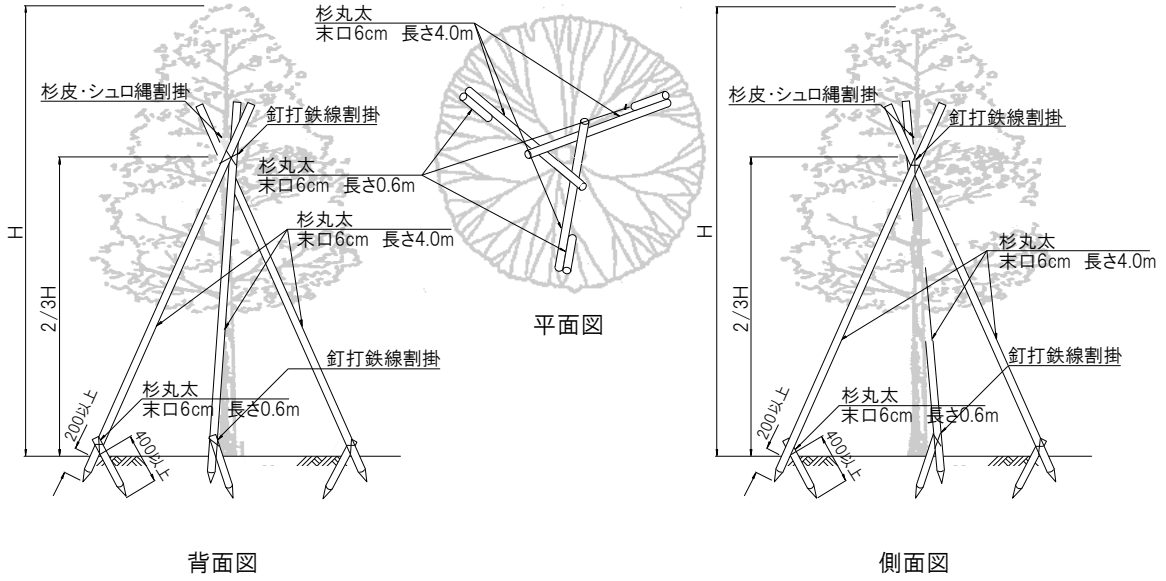 杉丸太
末口6cm 長さ4.0m
杉皮・シュロ縄割掛
釘打鉄線割掛
杉丸太
末口6cm 長さ0.6m
杉丸太
末口6cm 長さ4.0m
H
2/3H
釘打鉄線割掛
杉丸太
末口6cm 長さ0.6m
200以上
400以上
背面図
平面図
杉皮・シュロ縄割掛
釘打鉄線割掛
杉丸太
末口6cm 長さ4.0m
H
2/3H
釘打鉄線割掛
杉丸太
末口6cm 長さ0.6m
200以上
400以上
側面図